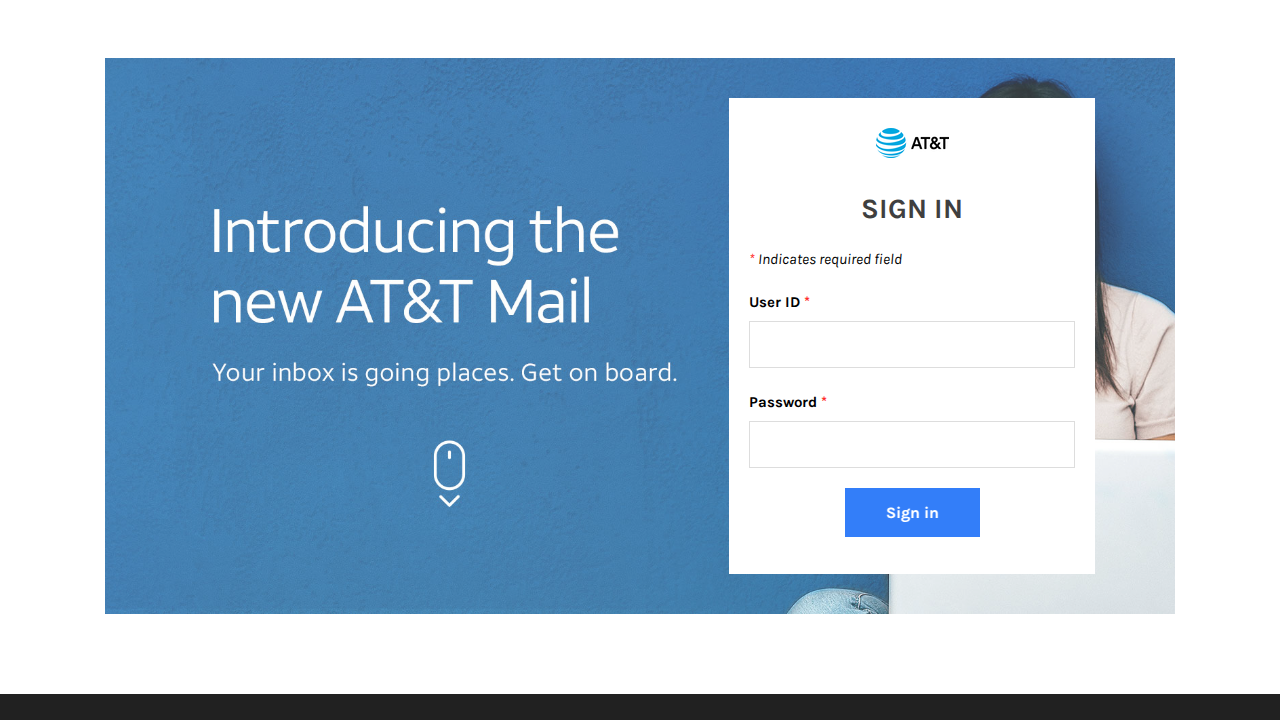 Introducing the
new AT&T Mail
Your inbox is going places. Get on board.
AT&T
SIGN IN
* Indicates required field
User ID *
Password *
Sign in